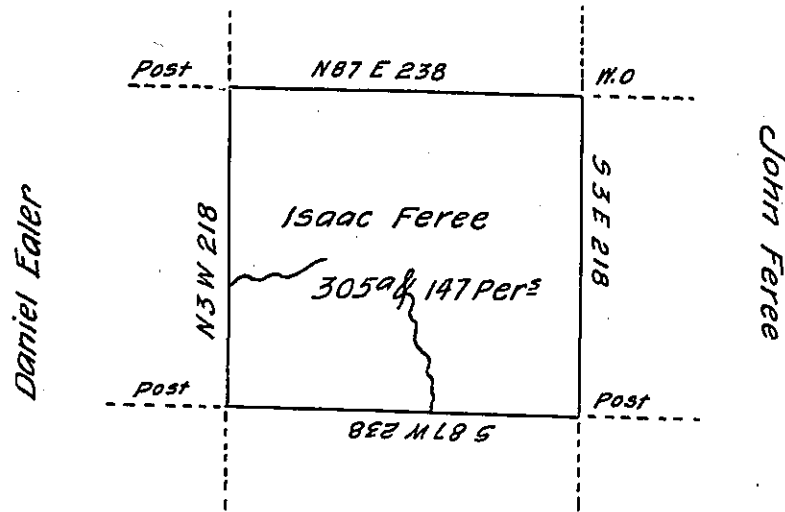 Post
N87 E 238
W.O
Daniel Ealer
N3 W 218
Isaac Feree
305a & 147 Pers
S 3 E 218
John Feree
Post
S 87 W 238
Post